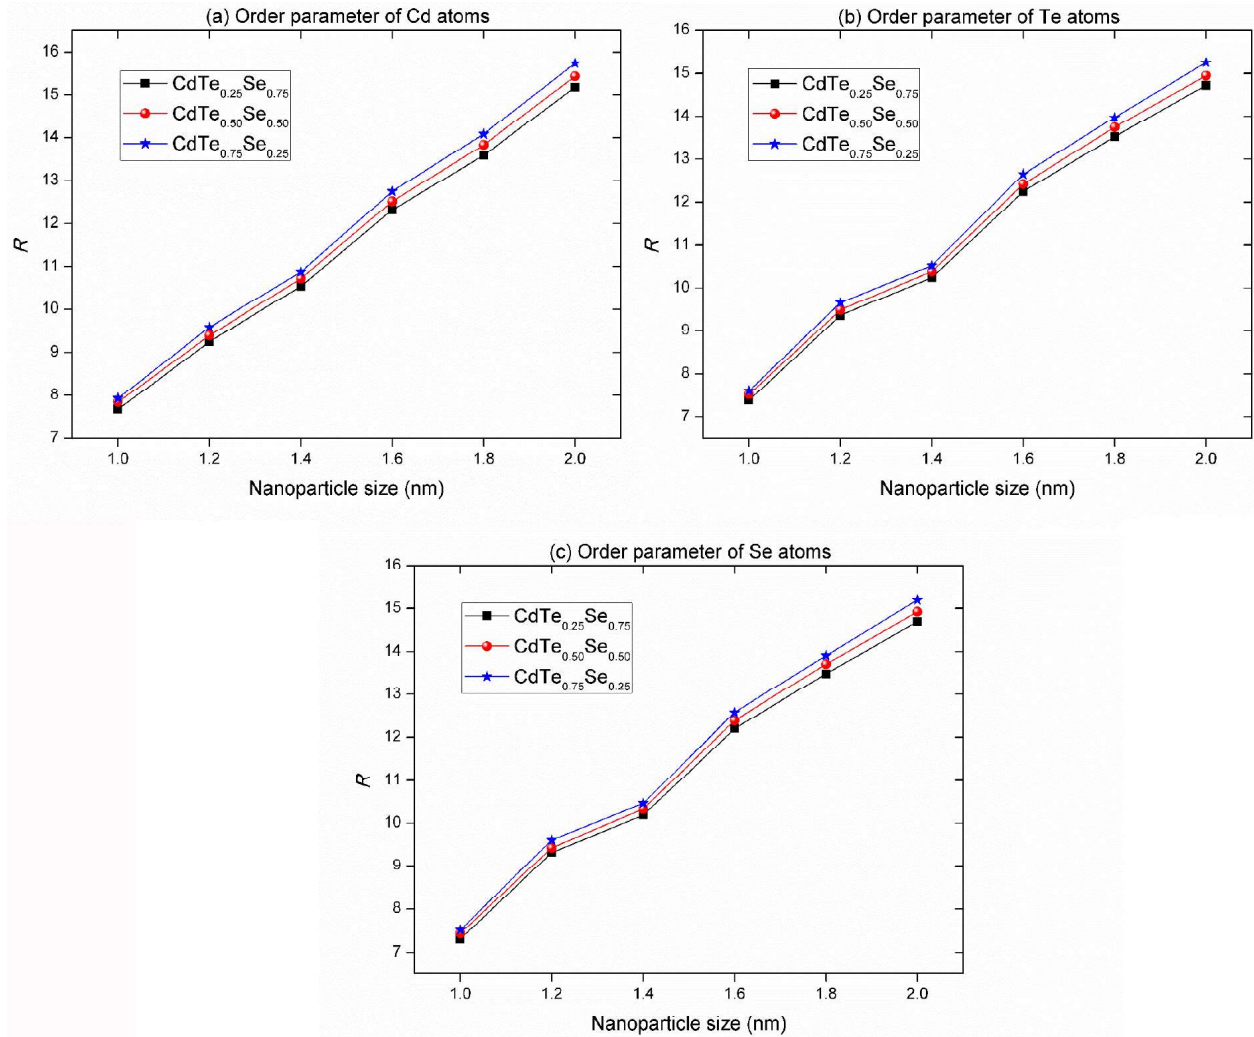 (a) Order parameter of Cd atoms
16
15
14
13
12
11
10
9
8
7
R
CdTe0.25Se0.75
CdTe0.50Se0.50
CdTe0.75Se0.25
1.0 1.2 1.4 1.6 1.8 2.0
Nanoparticle size (nm)
(b) Order parameter of Te atoms
16
15
14
13
12
11
10
9
8
7
R
CdTe0.25Se0.75
CdTe0.50Se0.50
CdTe0.75Se0.25
1.0 1.2 1.4 1.6 1.8 2.0
Nanoparticle size (nm)
(c) Order parameter of Se atoms
16
15
14
13
12
11
10
9
8
7
R
CdTe0.25Se0.75
CdTe0.50Se0.50
CdTe0.75Se0.25
1.0 1.2 1.4 1.6 1.8 2.0
Nanoparticle size (nm)